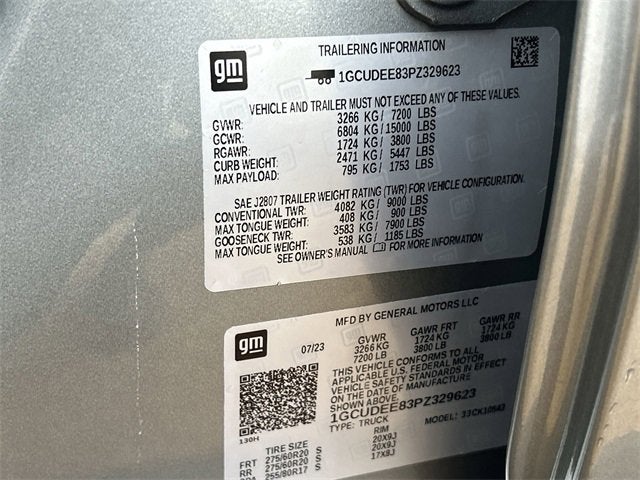 gm
TRAILERING INFORMATION
1GCUDEE83PZ329623
VEHICLE AND TRAILER MUST NOT EXCEED ANY OF THESE VALUES.
GVWR: 3266 KG / 7200 LBS
GCWR: 6804 KG / 15000 LBS
RGAWR: 1724 KG / 3800 LBS
CURB WEIGHT: 2471 KG / 5447 LBS
MAX PAYLOAD: 795 KG / 1753 LBS
SAE J2807 TRAILER WEIGHT RATING (TWR) FOR VEHICLE CONFIGURATION.
CONVENTIONAL TWR: 4082 KG / 9000 LBS
MAX TONGUE WEIGHT: 408 KG / 900 LBS
GOOSENECK TWR: 3583 KG / 7900 LBS
MAX TONGUE WEIGHT: 538 KG / 1185 LBS
SEE OWNER'S MANUAL FOR MORE INFORMATION
gm
MFD BY GENERAL MOTORS LLC
07/23 GVWR GAWR FRT GAWR RR
3266 KG 1724 KG 1724 KG
7200 LB 3800 LB 3800 LB
THIS VEHICLE CONFORMS TO ALL
APPLICABLE U.S. FEDERAL MOTOR
VEHICLE SAFETY STANDARDS IN EFFECT
ON THE DATE OF MANUFACTURE
SHOWN ABOVE.
1GCUDEE83PZ329623
TYPE: TRUCK MODEL: 33CK10543
130H
TIRE SIZE RIM
FRT 275/60R20 S 20X9J
RR 275/60R20 S 20X9J
255/80R17 S 17X8J